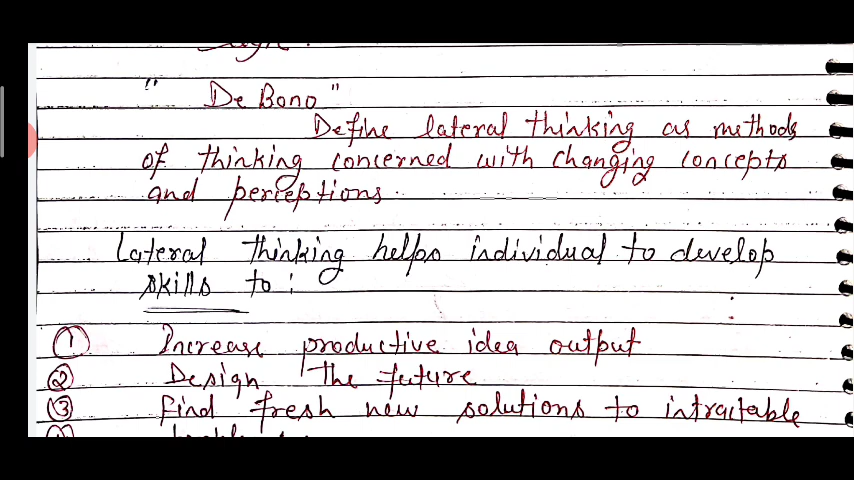 " De Bono "
Define lateral thinking as methods
of thinking concerned with changing concepts
and perceptions
Lateral thinking helps individual to develop
skills to :
① Increase productive idea output
② Design The future
③ Find fresh new solutions to intractable